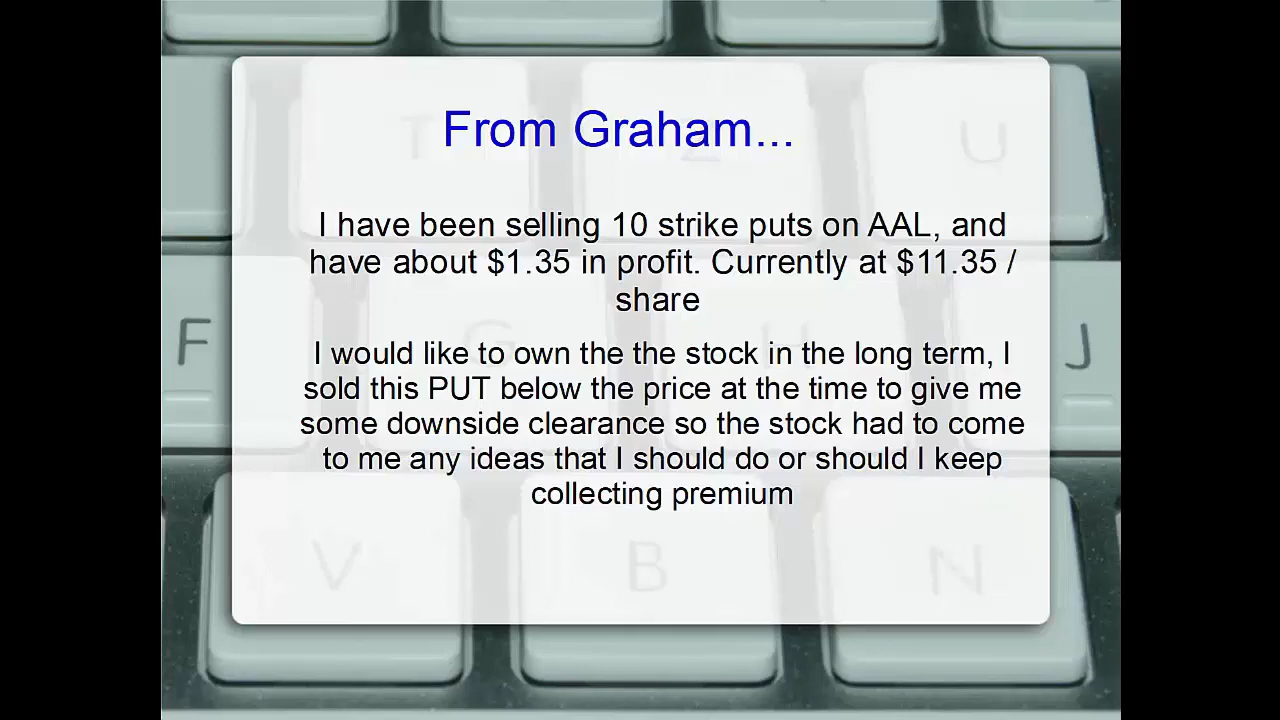 From Graham...
I have been selling 10 strike puts on AAL, and
have about $1.35 in profit. Currently at $11.35 /
share
I would like to own the the stock in the long term, I
sold this PUT below the price at the time to give me
some downside clearance so the stock had to come
to me any ideas that I should do or should I keep
collecting premium
T
U
F
G
H
J
V
B
N